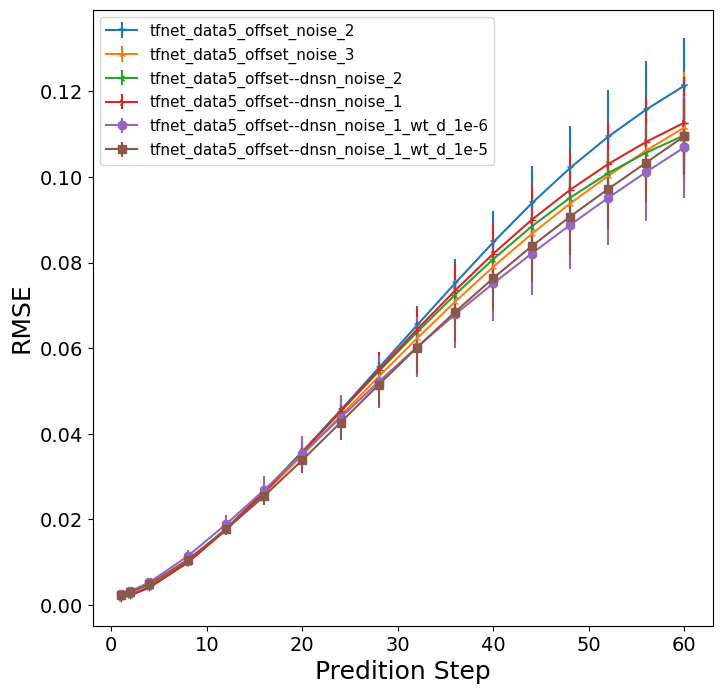 tfnet_data5_offset_noise_2
tfnet_data5_offset_noise_3
tfnet_data5_offset--dnsn_noise_2
tfnet_data5_offset--dnsn_noise_1
tfnet_data5_offset--dnsn_noise_1_wt_d_1e-6
tfnet_data5_offset--dnsn_noise_1_wt_d_1e-5
0.12
0.10
0.08
0.06
0.04
0.02
0.00
RMSE
0 10 20 30 40 50 60
Predition Step